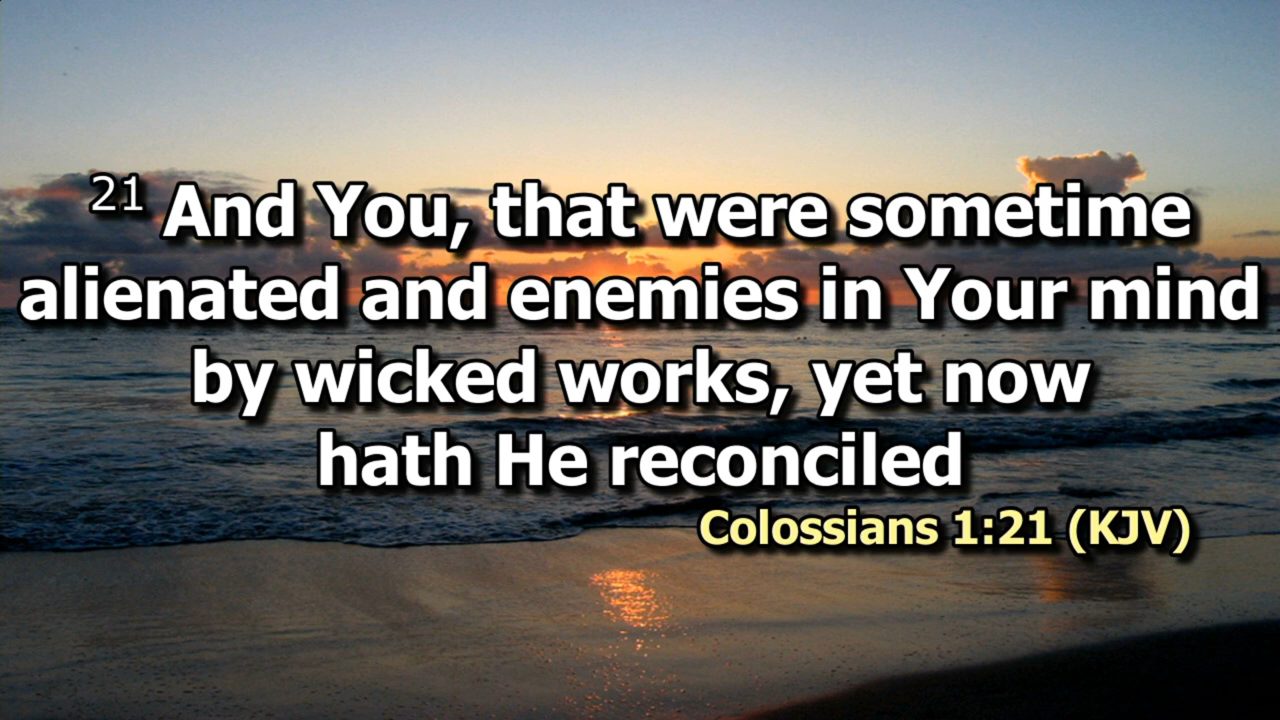 21 And You, that were sometime
alienated and enemies in Your mind
by wicked works, yet now
hath He reconciled
Colossians 1:21 (KJV)